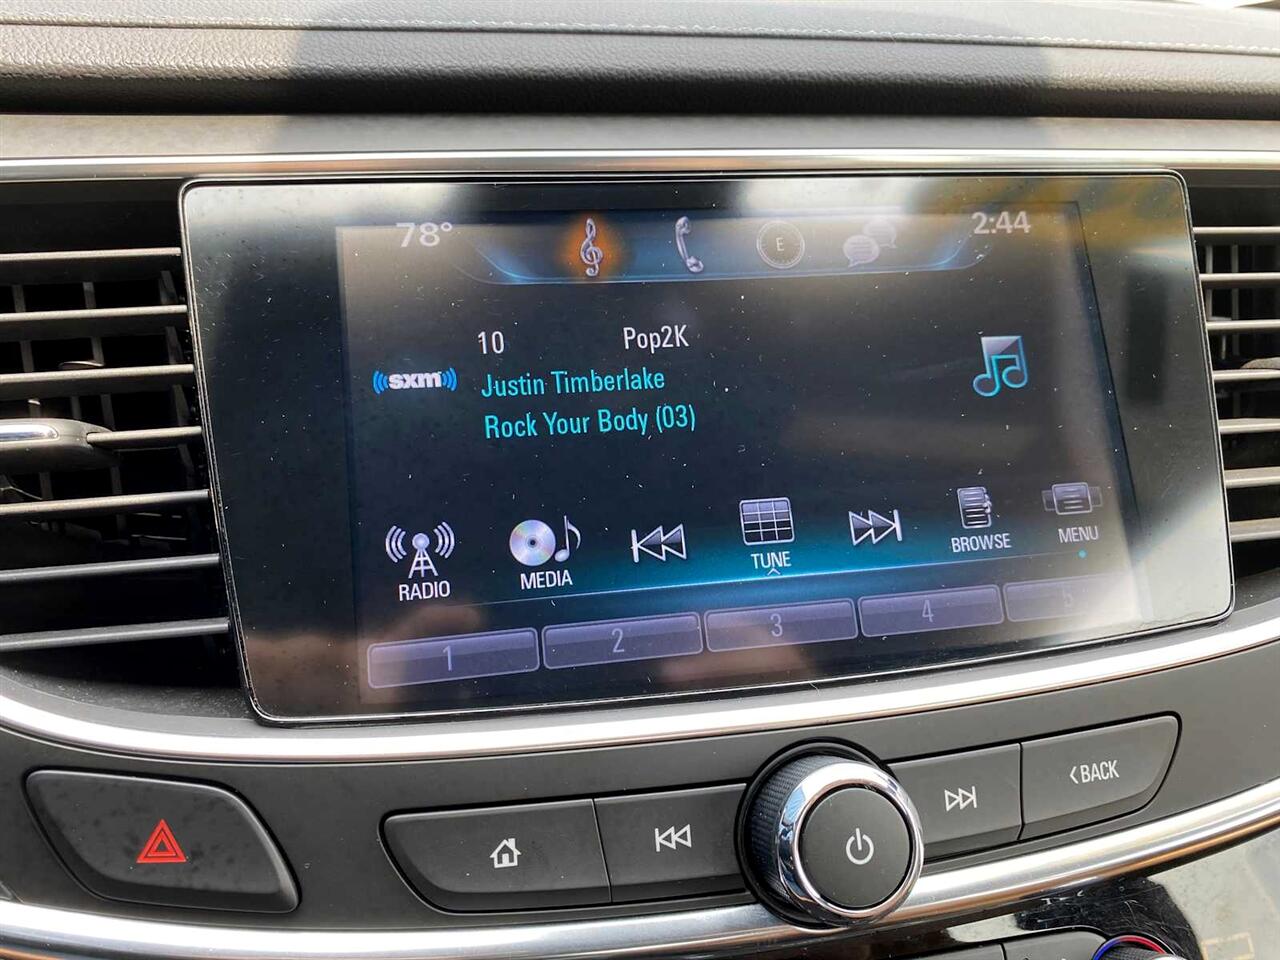 78° E 2:44
10 Pop2K
sxm
Justin Timberlake
Rock Your Body (03)
RADIO MEDIA TUNE BROWSE MENU
1 2 3 4 5
BACK